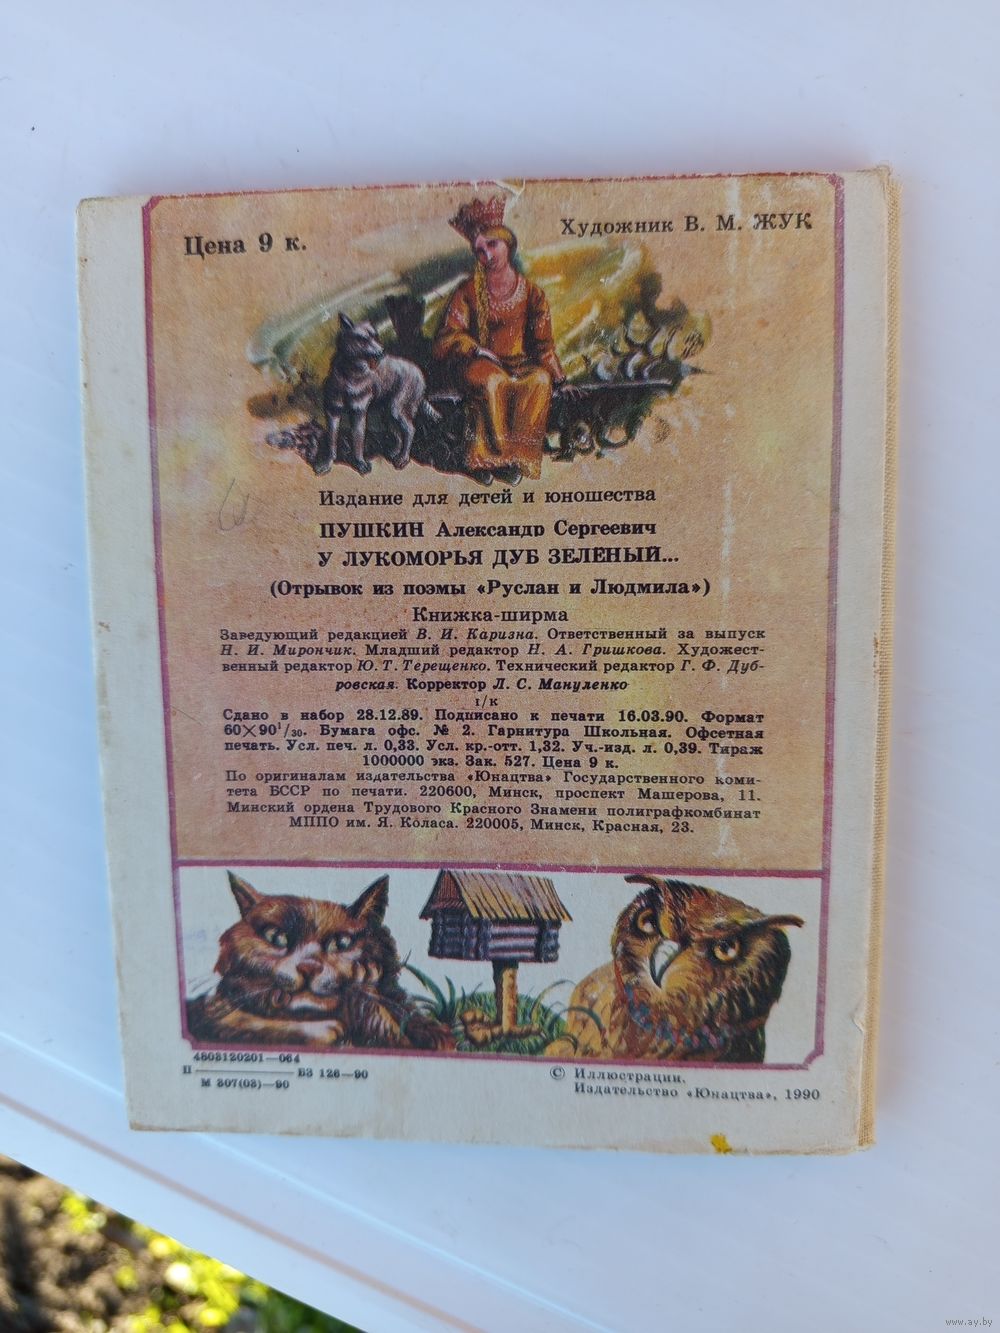 Цена 9 к.
Художник В. М. ЖУК
Издание для детей и юношества
ПУШКИН Александр Сергеевич
У ЛУКОМОРЬЯ ДУБ ЗЕЛЁНЫЙ...
(Отрывок из поэмы «Руслан и Людмила»)
Книжка-ширма
Заведующий редакцией В. И. Каризна. Ответственный за выпуск
Н. И. Мирончик. Младший редактор Н. А. Гришкова. Художест-
венный редактор Ю. Т. Терещенко. Технический редактор Г. Ф. Дуб-
ровская. Корректор Л. С. Мануленко
1/К
Сдано в набор 28.12.89. Подписано к печати 16.03.90. Формат
60×90¹/₃₀. Бумага офс. № 2. Гарнитура Школьная. Офсетная
печать. Усл. печ. л. 0,33. Усл. кр.-отт. 1,32. Уч.-изд. л. 0,39. Тираж
1000000 экз. Зак. 527. Цена 9 к.
По оригиналам издательства «Юнацтва» Государственного коми-
тета БССР по печати. 220600, Минск, проспект Машерова, 11.
Минский ордена Трудового Красного Знамени полиграфкомбинат
МППО им. Я. Коласа. 220005, Минск, Красная, 23.
4803120201—064
П ———— БЗ 126—90
М 307(03)—90
© Иллюстрации.
Издательство «Юнацтва», 1990
www.ay.by